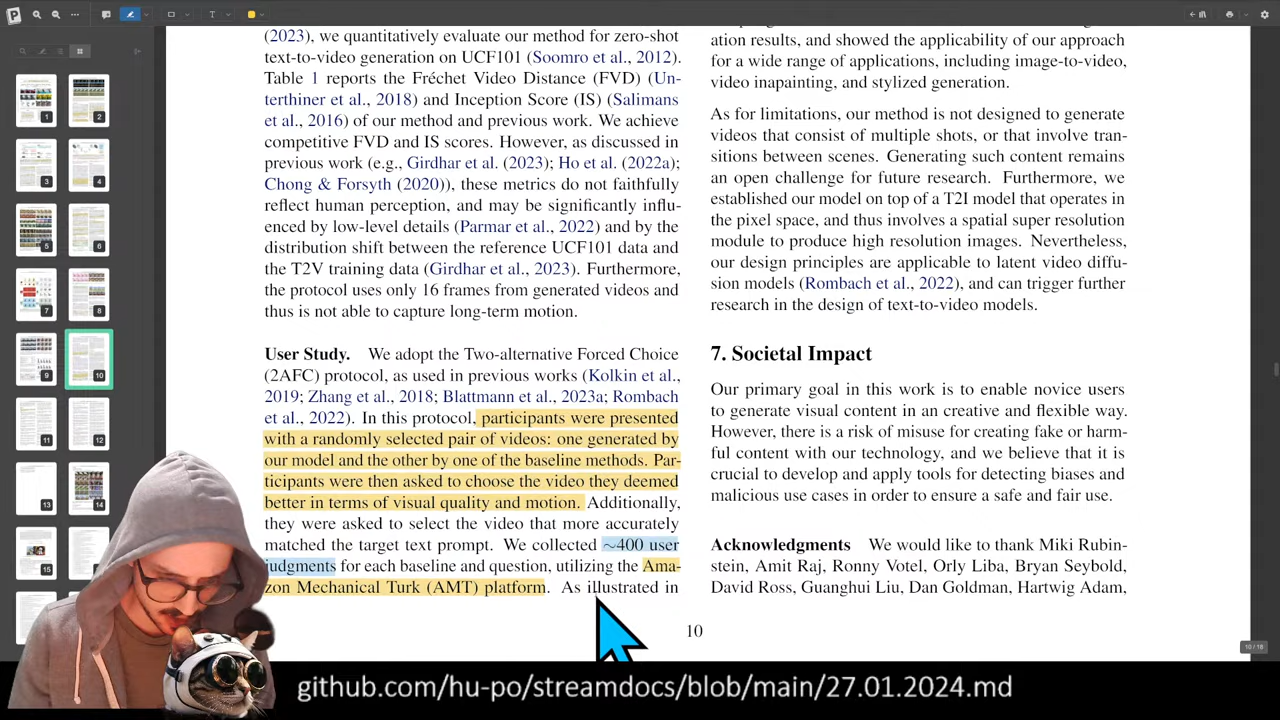 (2023), we quantitatively evaluate our method for zero-shot
text-to-video generation on UCF101 (Soomro et al., 2012).
Table 1 reports the Fréchet Video Distance (FVD) (Un-
terthiner et al., 2018) and Inception Score (IS) (Salimans
et al., 2016) of our method and previous work. We achieve
competitive FVD and IS. However, as discussed in
previous work (Girdhar et al. (2023); Ho et al. (2022a);
Chong & Forsyth (2020)), these metrics do not faithfully
reflect human perception, and may be significantly influ-
enced by low-level details (Parmar et al., 2022) and by the
distribution shift between the reference UCF101 data and
the T2V training data (Girdhar et al., 2023). Furthermore,
the protocol uses only 16 frames from generated videos and
thus is not able to capture long-term motion.
User Study. We adopt the Two-alternative Forced Choice
(2AFC) protocol, as used in previous works (Kolkin et al.,
2019; Zhang et al., 2018; Bar-Tal et al., 2023a; Rombach
et al., 2022). In this protocol, participants were presented
with a randomly selected pair of videos: one generated by
our model and the other by one of the baseline methods. Par-
ticipants were then asked to choose the video they deemed
better in terms of visual quality and motion. Additionally,
they were asked to select the video that more accurately
matched the target text prompt. We collected ~400 user
judgments for each baseline and question, utilizing the Ama-
zon Mechanical Turk (AMT) platform. As illustrated in
ation results, and showed the applicability of our approach
for a wide range of applications, including image-to-video,
video inapainting, and stylized generation.
As for limitations, our method is not designed to generate
videos that consist of multiple shots, or that involve tran-
sitions between scenes. Generating such content remains
an open challenge for future research. Furthermore, we
established our model on top of a T2I model that operates in
the pixel space, and thus involves a spatial super resolution
module to produce high resolution images. Nevertheless,
our design principles are applicable to latent video diffu-
sion models (Rombach et al., 2022), and can trigger further
research in the design of text-to-video models.
7. Societal Impact
Our primary goal in this work is to enable novice users
to generate visual content in an creative and flexible way.
However, there is a risk of misuse for creating fake or harm-
ful content with our technology, and we believe that it is
crucial to develop and apply tools for detecting biases and
malicious use cases in order to ensure a safe and fair use.
Acknowledgments We would like to thank Miki Rubin-
stein, Amit Raj, Ronny Votel, Orly Liba, Bryan Seybold,
David Ross, Guanghui Liu, Dan Goldman, Hartwig Adam,
10
10 / 18
1
2
3
4
5
6
7
8
9
10
11
12
13
14
15
github.com/hu-po/streamdocs/blob/main/27.01.2024.md